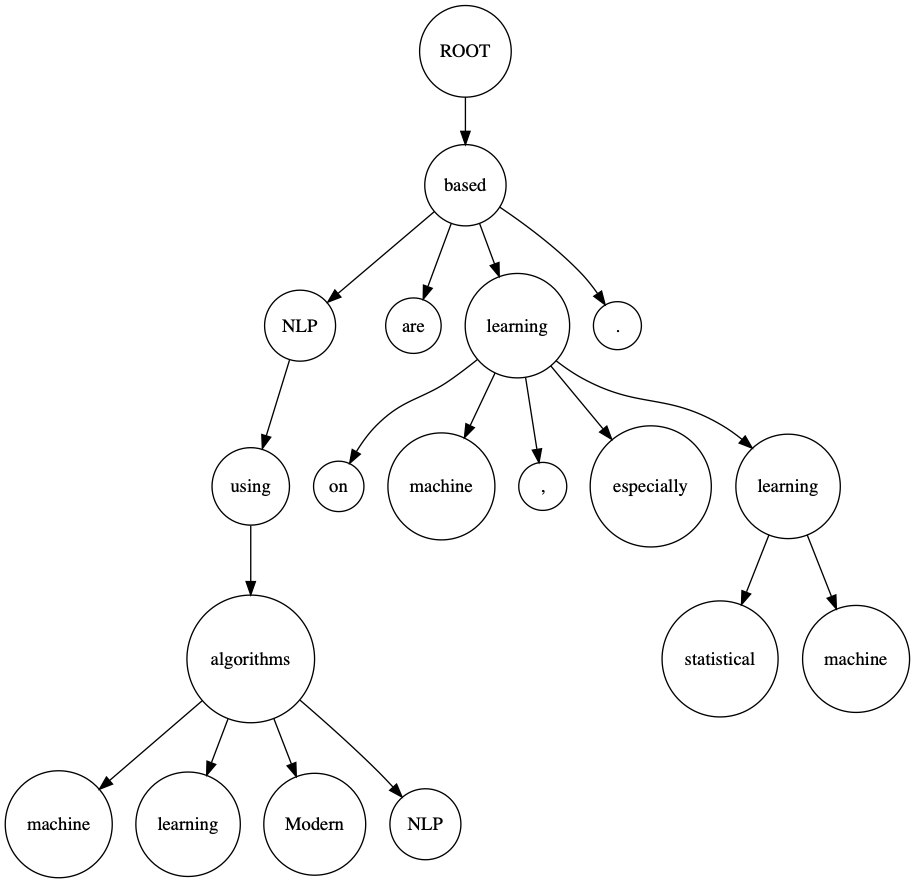 ROOT
based
NLP
are
learning
.
using
on
machine
,
especially
learning
algorithms
statistical
machine
machine
learning
Modern
NLP